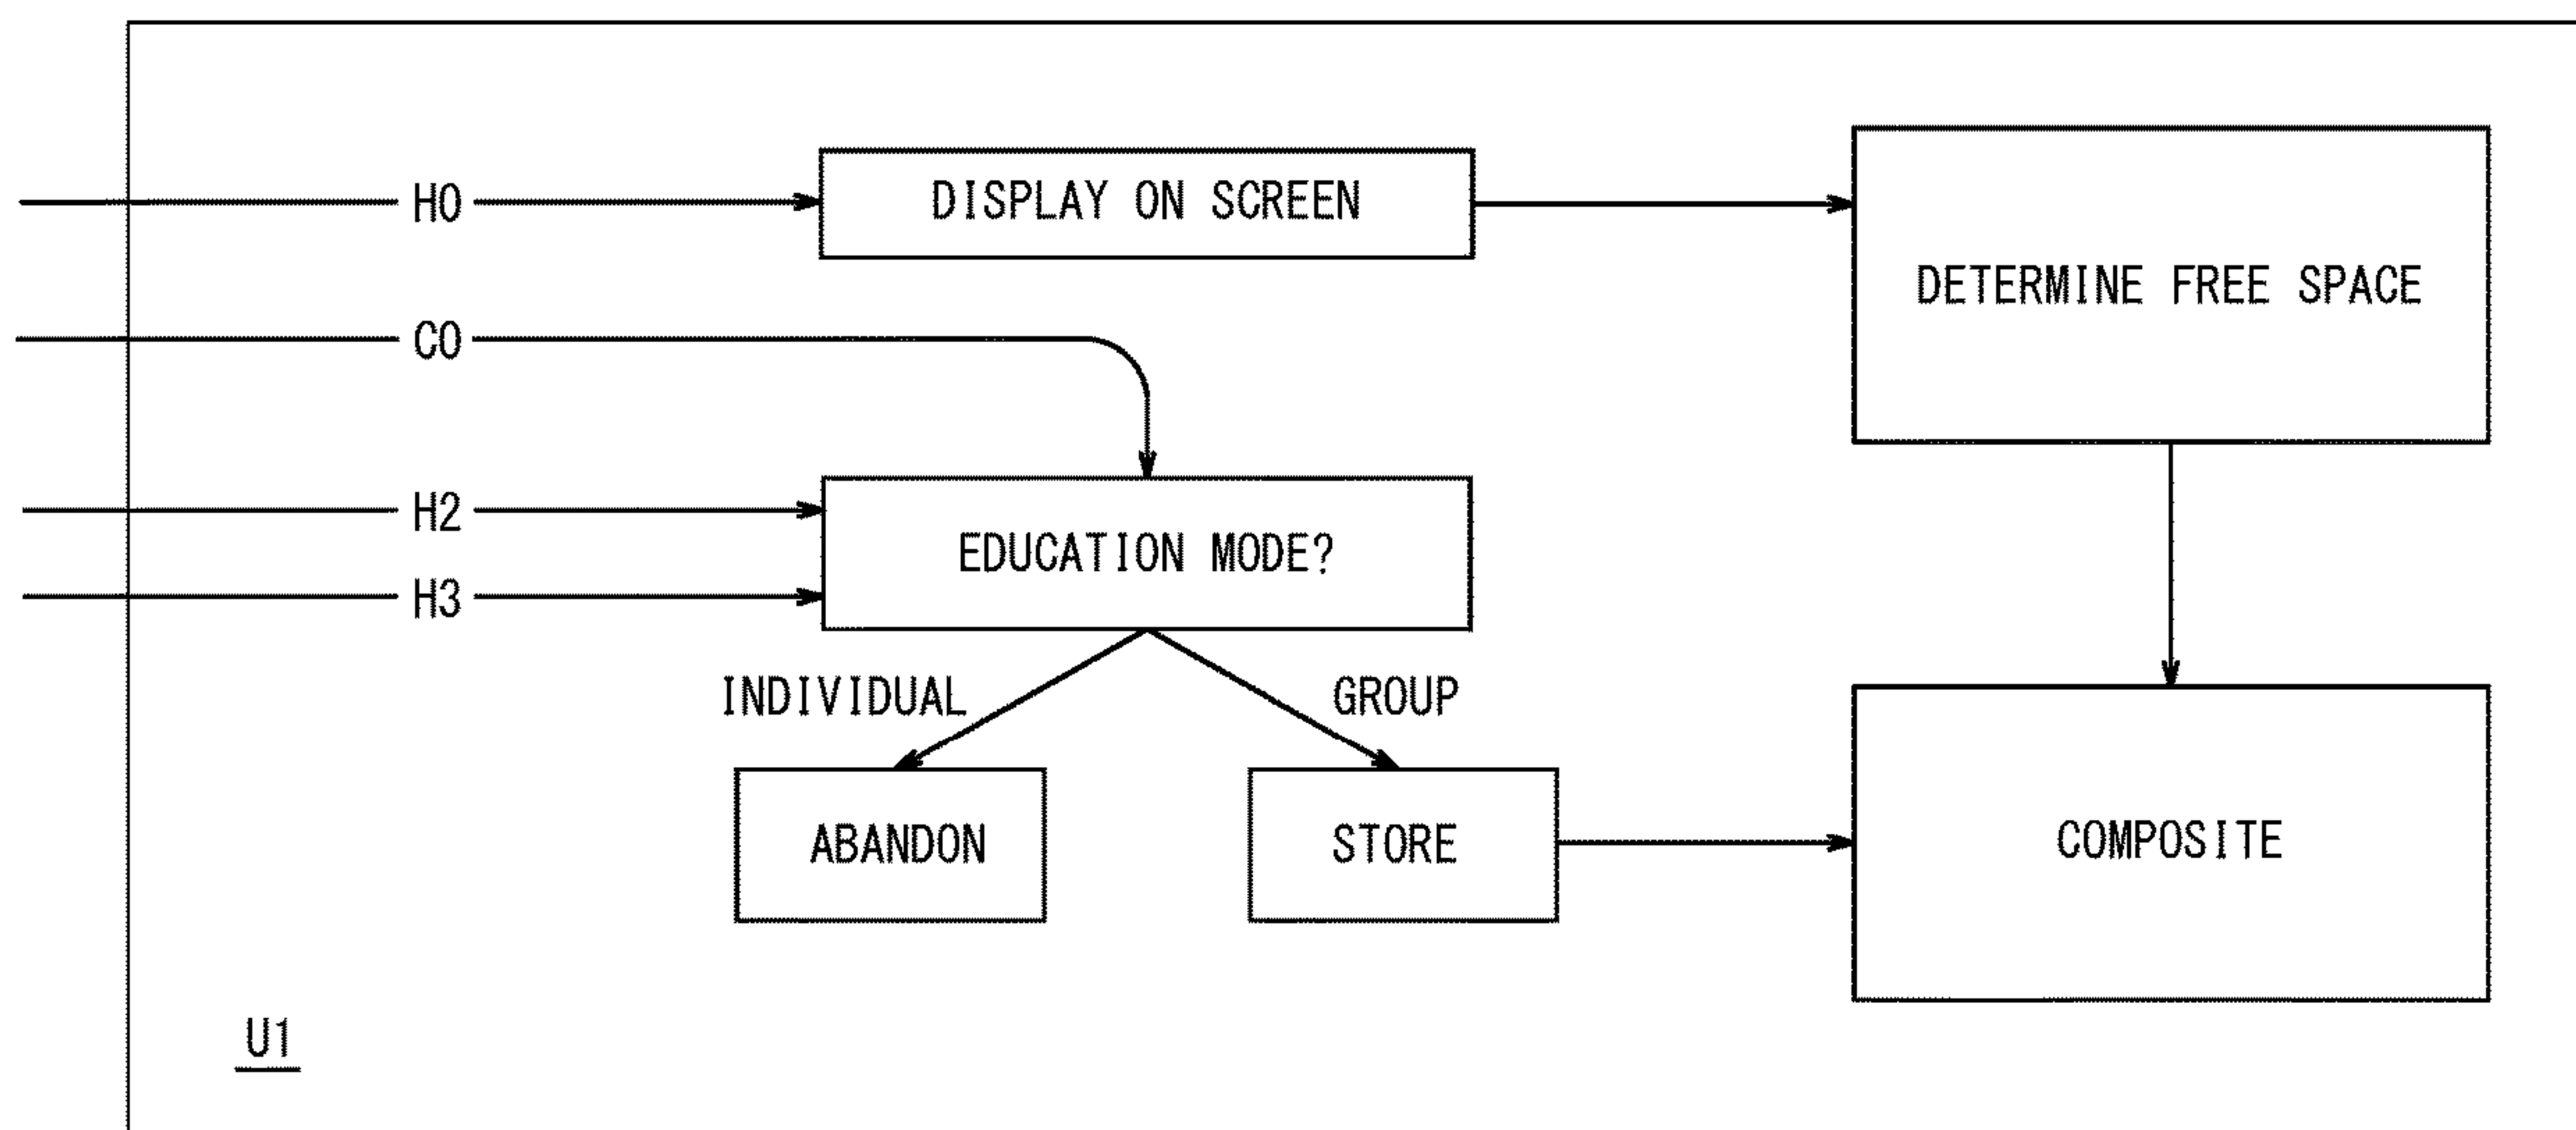 H0
DISPLAY ON SCREEN
DETERMINE FREE SPACE
C0
H2
EDUCATION MODE?
H3
INDIVIDUAL
GROUP
ABANDON
STORE
COMPOSITE
U1